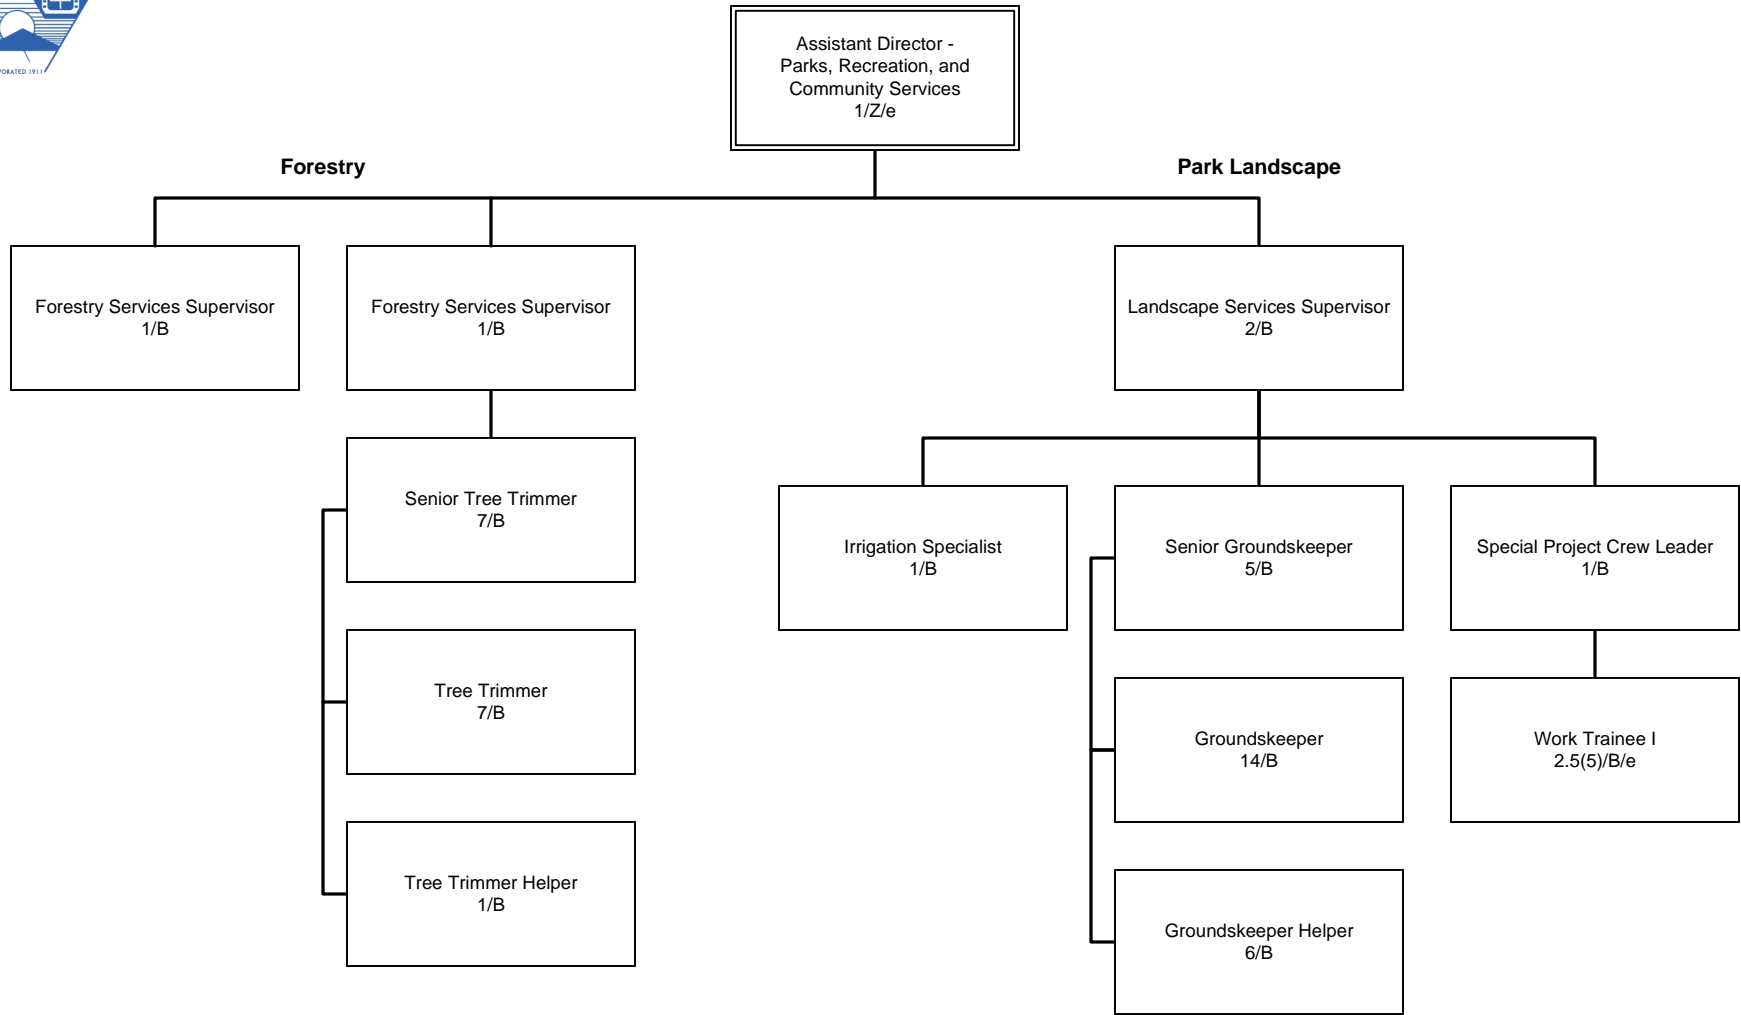 PORATED 1911
Assistant Director -
Parks, Recreation, and
Community Services
1/Z/e
Forestry
Park Landscape
Forestry Services Supervisor
1/B
Forestry Services Supervisor
1/B
Landscape Services Supervisor
2/B
Senior Tree Trimmer
7/B
Irrigation Specialist
1/B
Senior Groundskeeper
5/B
Special Project Crew Leader
1/B
Tree Trimmer
7/B
Groundskeeper
14/B
Work Trainee I
2.5(5)/B/e
Tree Trimmer Helper
1/B
Groundskeeper Helper
6/B